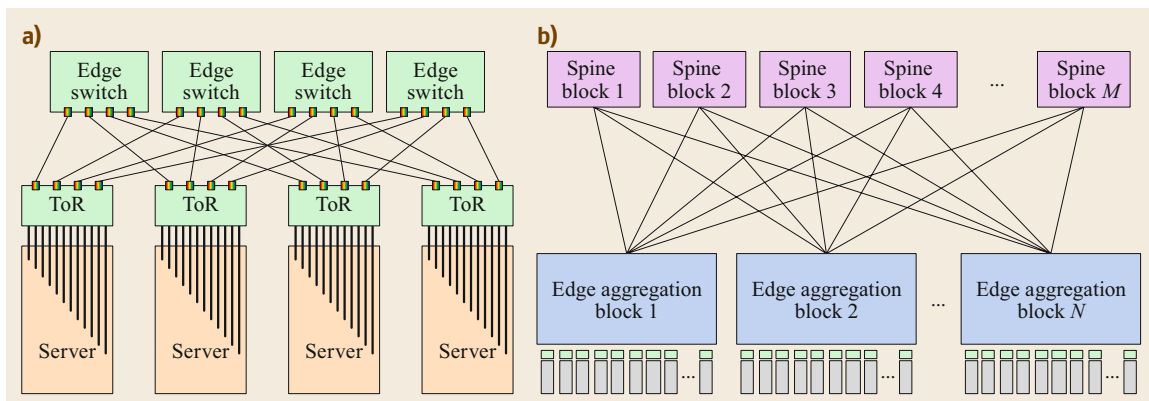 a)
Edge
switch
Edge
switch
Edge
switch
Edge
switch
ToR
ToR
ToR
ToR
Server
Server
Server
Server
b)
Spine
block 1
Spine
block 2
Spine
block 3
Spine
block 4
...
Spine
block M
Edge aggregation
block 1
Edge aggregation
block 2
...
Edge aggregation
block N
...
...
...